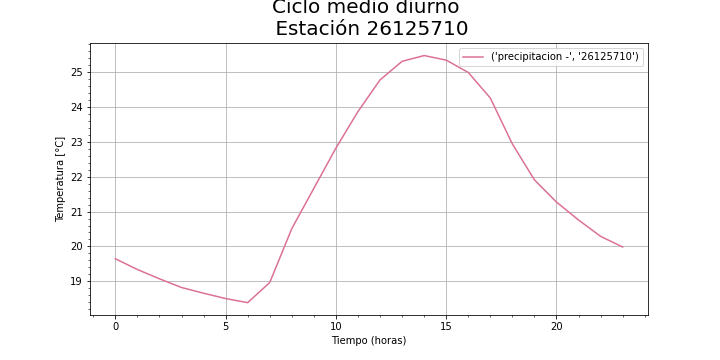 Ciclo medio diurno
Estación 26125710
('precipitacion -', '26125710')
Temperatura [°C]
25
24
23
22
21
20
19
0
5
10
15
20
Tiempo (horas)